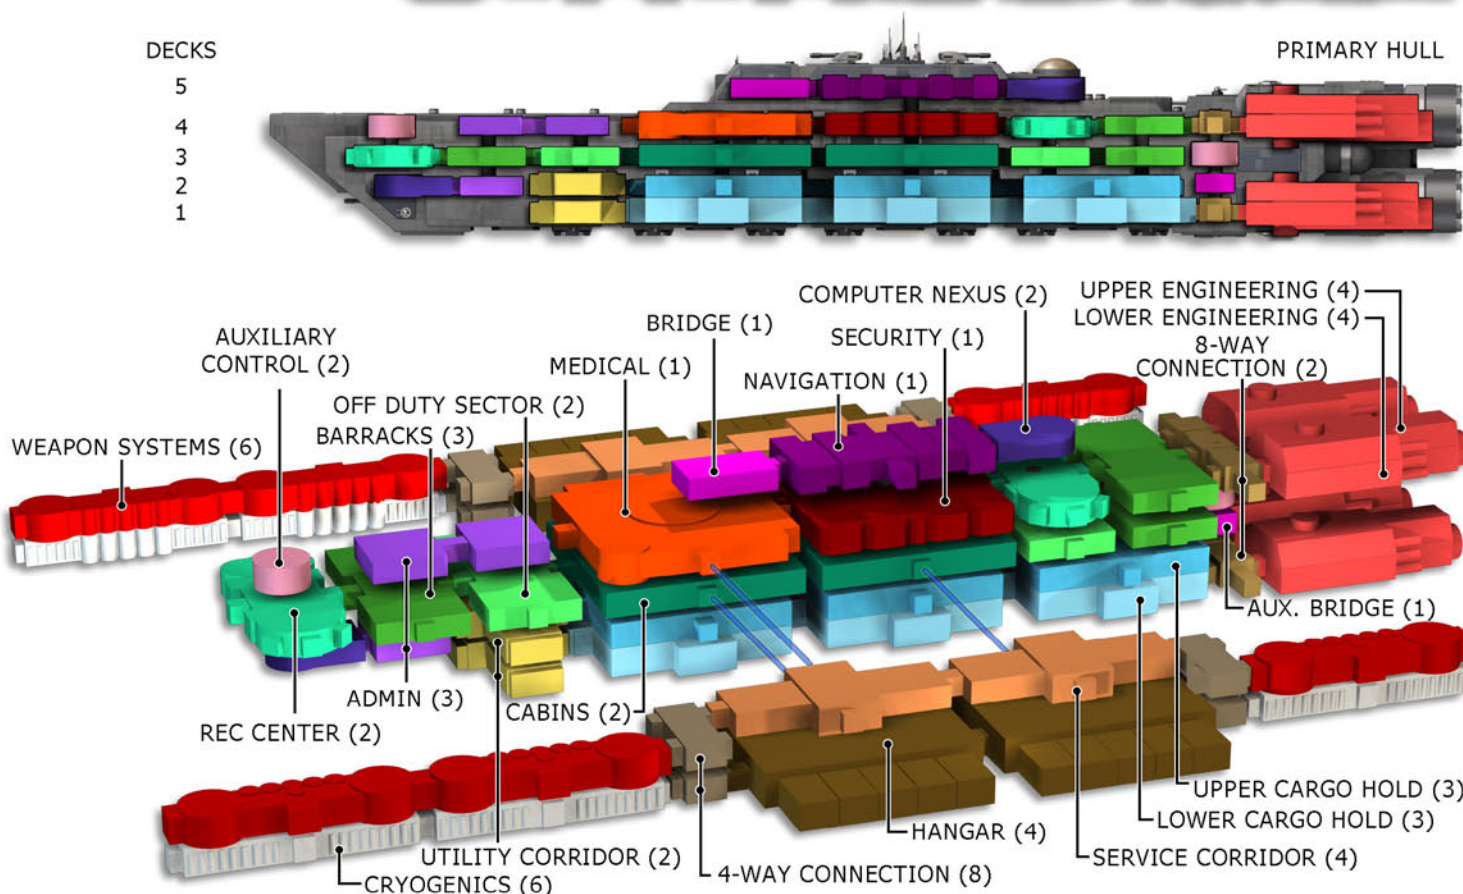 DECKS
PRIMARY HULL
5
4
3
2
1
COMPUTER NEXUS (2)
UPPER ENGINEERING (4)
LOWER ENGINEERING (4)
BRIDGE (1)
SECURITY (1)
8-WAY
CONNECTION (2)
AUXILIARY
CONTROL (2)
MEDICAL (1)
NAVIGATION (1)
OFF DUTY SECTOR (2)
BARRACKS (3)
WEAPON SYSTEMS (6)
AUX. BRIDGE (1)
ADMIN (3)
CABINS (2)
REC CENTER (2)
UPPER CARGO HOLD (3)
LOWER CARGO HOLD (3)
HANGAR (4)
SERVICE CORRIDOR (4)
UTILITY CORRIDOR (2)
4-WAY CONNECTION (8)
CRYOGENICS (6)